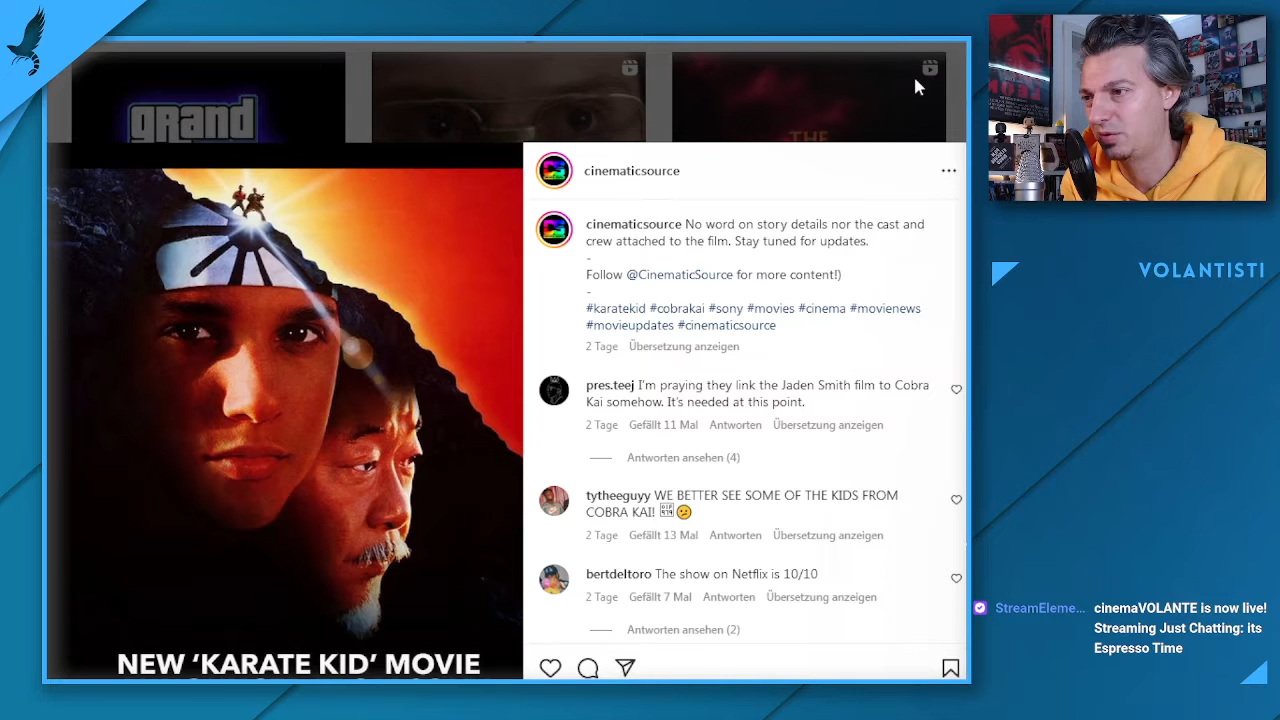 grand
THE
cinematicsource
cinematicsource No word on story details nor the cast and
crew attached to the film. Stay tuned for updates.
-
Follow @CinematicSource for more content!)
-
#karatekid #cobrakai #sony #movies #cinema #movienews
#movieupdates #cinematicsource
2 Tage Übersetzung anzeigen
pres.teej I'm praying they link the Jaden Smith film to Cobra
Kai somehow. It's needed at this point.
2 Tage Gefällt 11 Mal Antworten Übersetzung anzeigen
Antworten ansehen (4)
tytheeguyy WE BETTER SEE SOME OF THE KIDS FROM
COBRA KAI!
2 Tage Gefällt 13 Mal Antworten Übersetzung anzeigen
bertdeltoro The show on Netflix is 10/10
2 Tage Gefällt 7 Mal Antworten Übersetzung anzeigen
Antworten ansehen (2)
NEW ‘KARATE KID’ MOVIE
VOLANTISTI
StreamEleme... cinemaVOLANTE is now live!
Streaming Just Chatting: its
Espresso Time